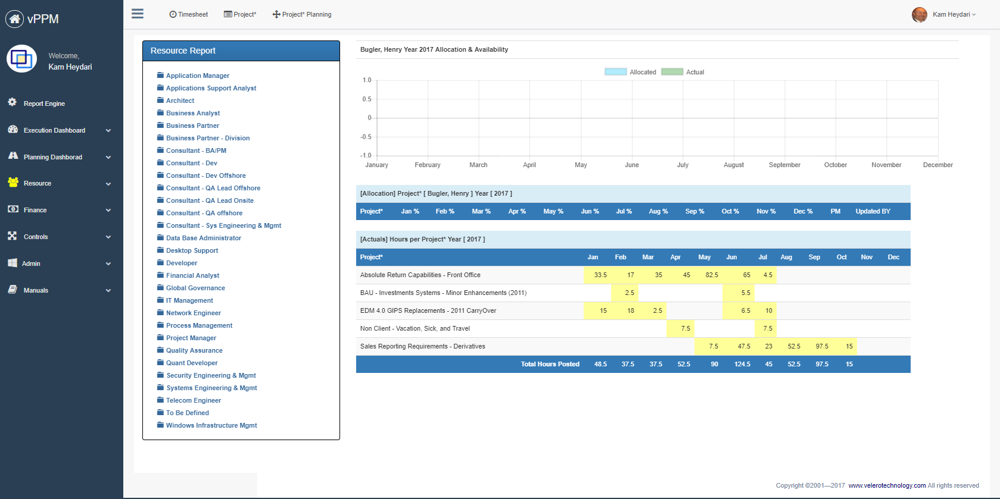 vPPM
Welcome,
Kam Heydari
Report Engine
Execution Dashboard
Planning Dashborad
Resource
Finance
Controls
Admin
Manuals
Timesheet Project* Project* Planning
Kam Heydari
Resource Report
Application Manager
Applications Support Analyst
Architect
Business Analyst
Business Partner
Business Partner - Division
Consultant - BA/PM
Consultant - Dev
Consultant - Dev Offshore
Consultant - QA Lead Offshore
Consultant - QA Lead Onsite
Consultant - QA offshore
Consultant - Sys Engineering & Mgmt
Data Base Administrator
Desktop Support
Developer
Financial Analyst
Global Governance
IT Management
Network Engineer
Process Management
Project Manager
Quality Assurance
Quant Developer
Security Engineering & Mgmt
Systems Engineering & Mgmt
Telecom Engineer
To Be Defined
Windows Infrastructure Mgmt
Bugler, Henry Year 2017 Allocation & Availability
Allocated Actual
1.0
0.5
0
-0.5
-1.0
January February March April May June July August September October November December
[Allocation] Project* [ Bugler, Henry ] Year [ 2017 ]
Project* Jan % Feb % Mar % Apr % May % Jun % Jul % Aug % Sep % Oct % Nov % Dec % PM Updated BY
[Actuals] Hours per Project* Year [ 2017 ]
Project* Jan Feb Mar Apr May Jun Jul Aug Sep Oct Nov Dec
Absolute Return Capabilities - Front Office 33.5 17 35 45 82.5 65 4.5
BAU - Investments Systems - Minor Enhancements (2011) 2.5 5.5
EDM 4.0 GIPS Replacements - 2011 CarryOver 15 18 2.5 6.5 10
Non Client - Vacation, Sick, and Travel 7.5 7.5
Sales Reporting Requirements - Derivatives 7.5 47.5 23 52.5 97.5 15
Total Hours Posted 48.5 37.5 37.5 52.5 90 124.5 45 52.5 97.5 15
Copyright ©2001—2017 www.velerotechnology.com All rights reserved